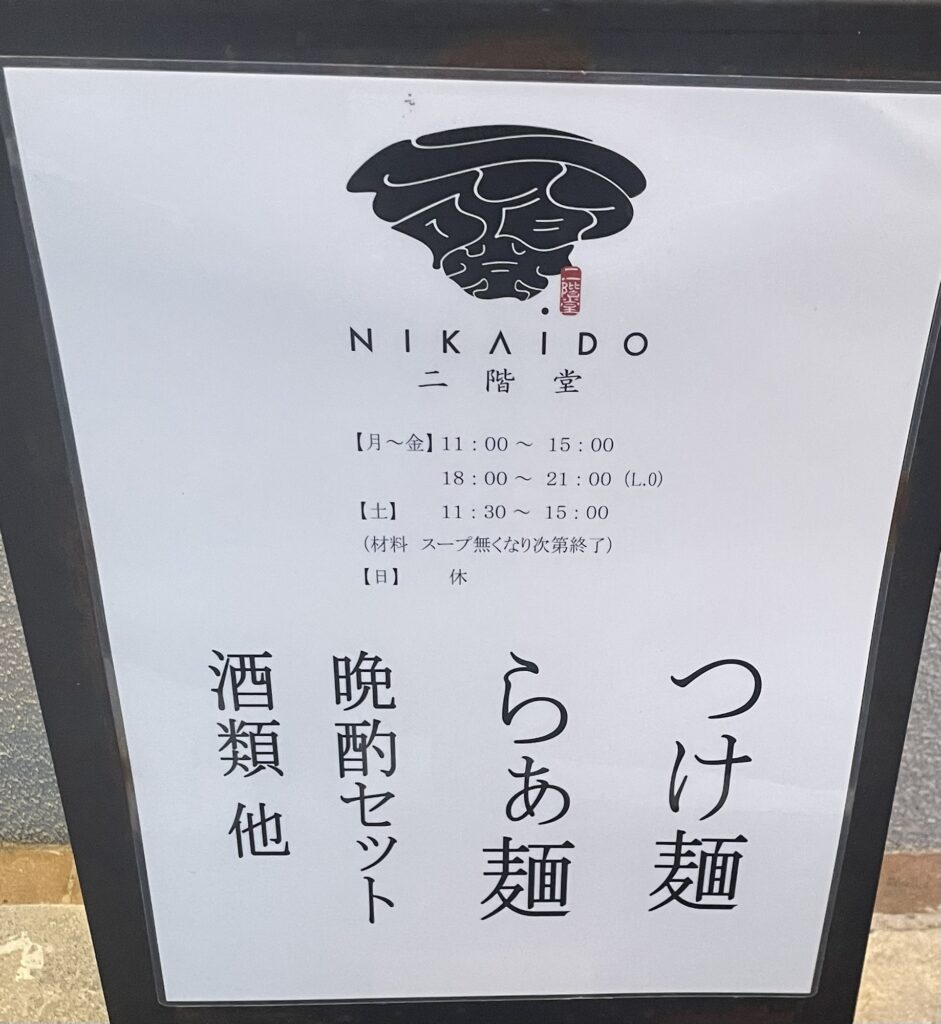 二階堂
NIKAIDO
二階堂
【月～金】11：00～ 15：00
18：00～ 21：00（L.O）
【土】 11：30～ 15：00
（材料 スープ無くなり次第終了）
【日】 休
つけ麺
らぁ麺
晩酌セット
酒類 他